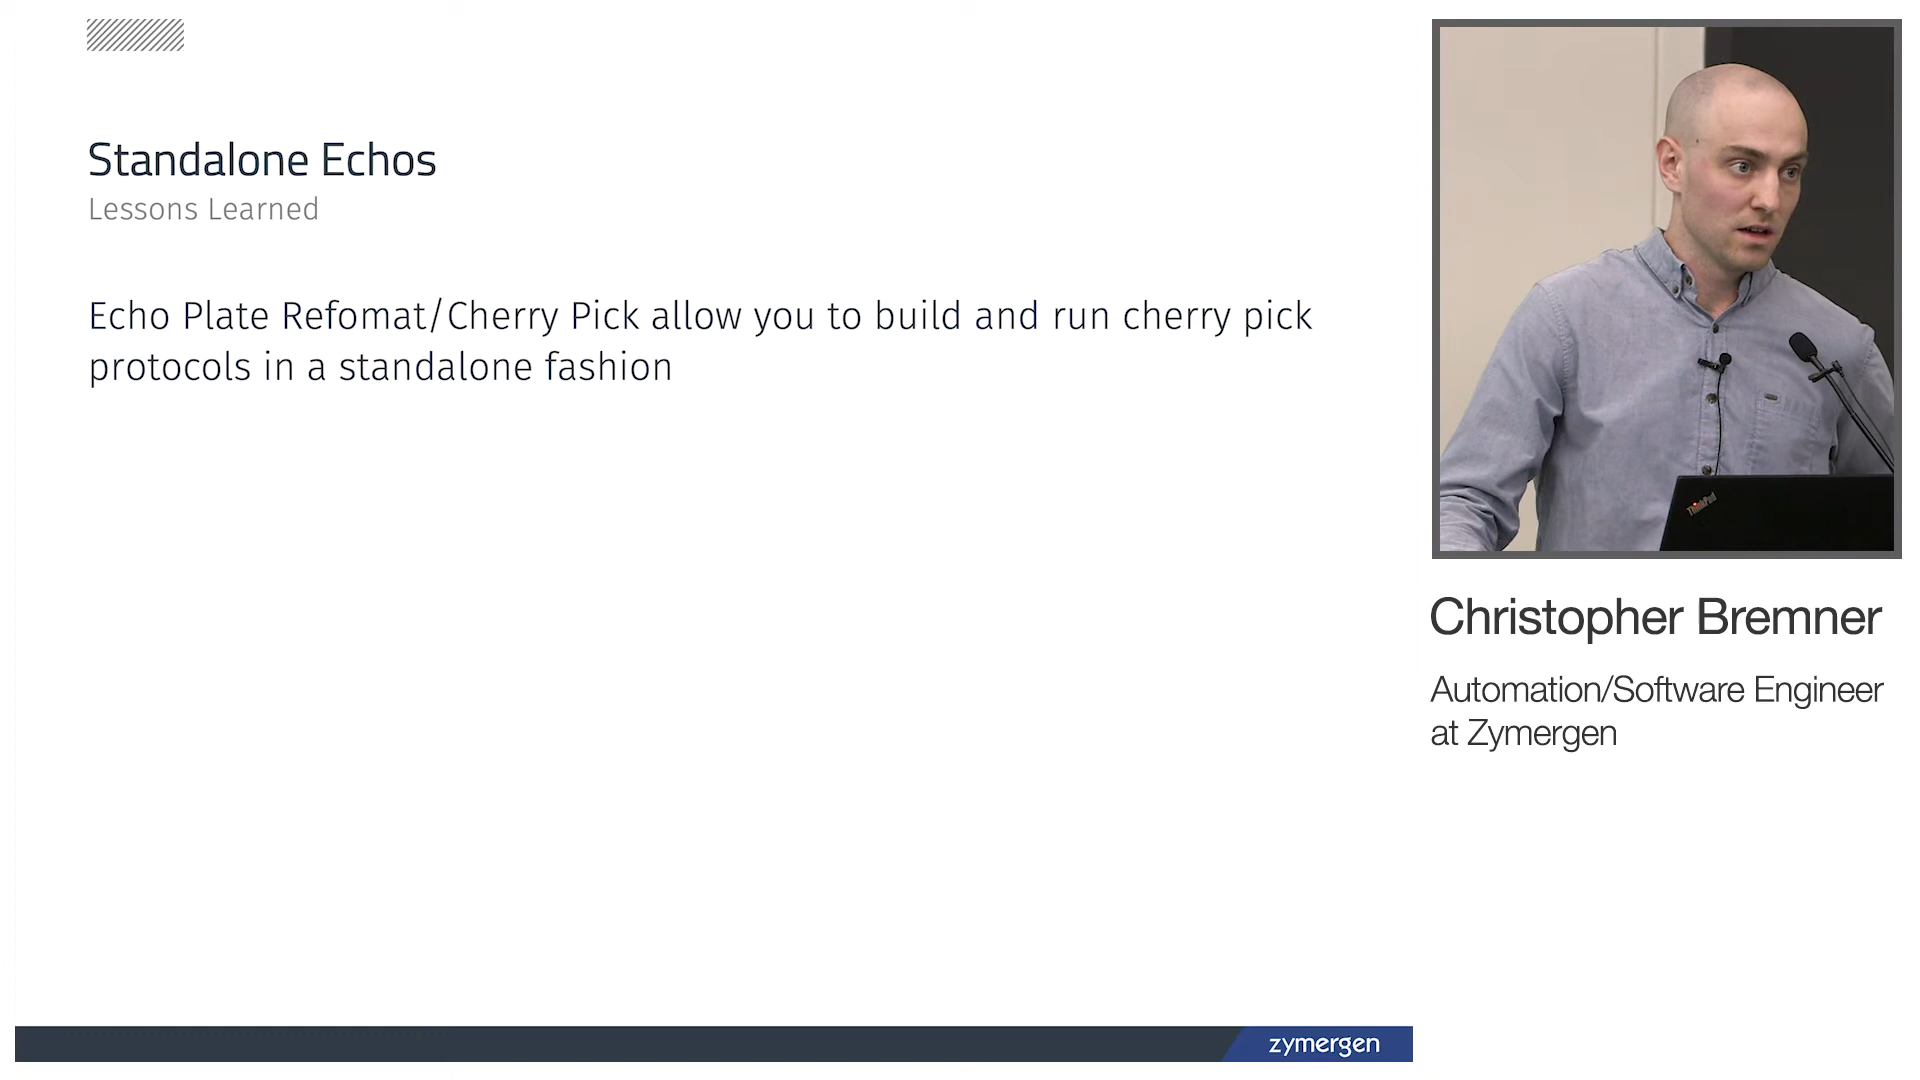 Standalone Echos
Lessons Learned
Echo Plate Refomat/Cherry Pick allow you to build and run cherry pick
protocols in a standalone fashion
zymergen
ThinkPad
Christopher Bremner
Automation/Software Engineer
at Zymergen